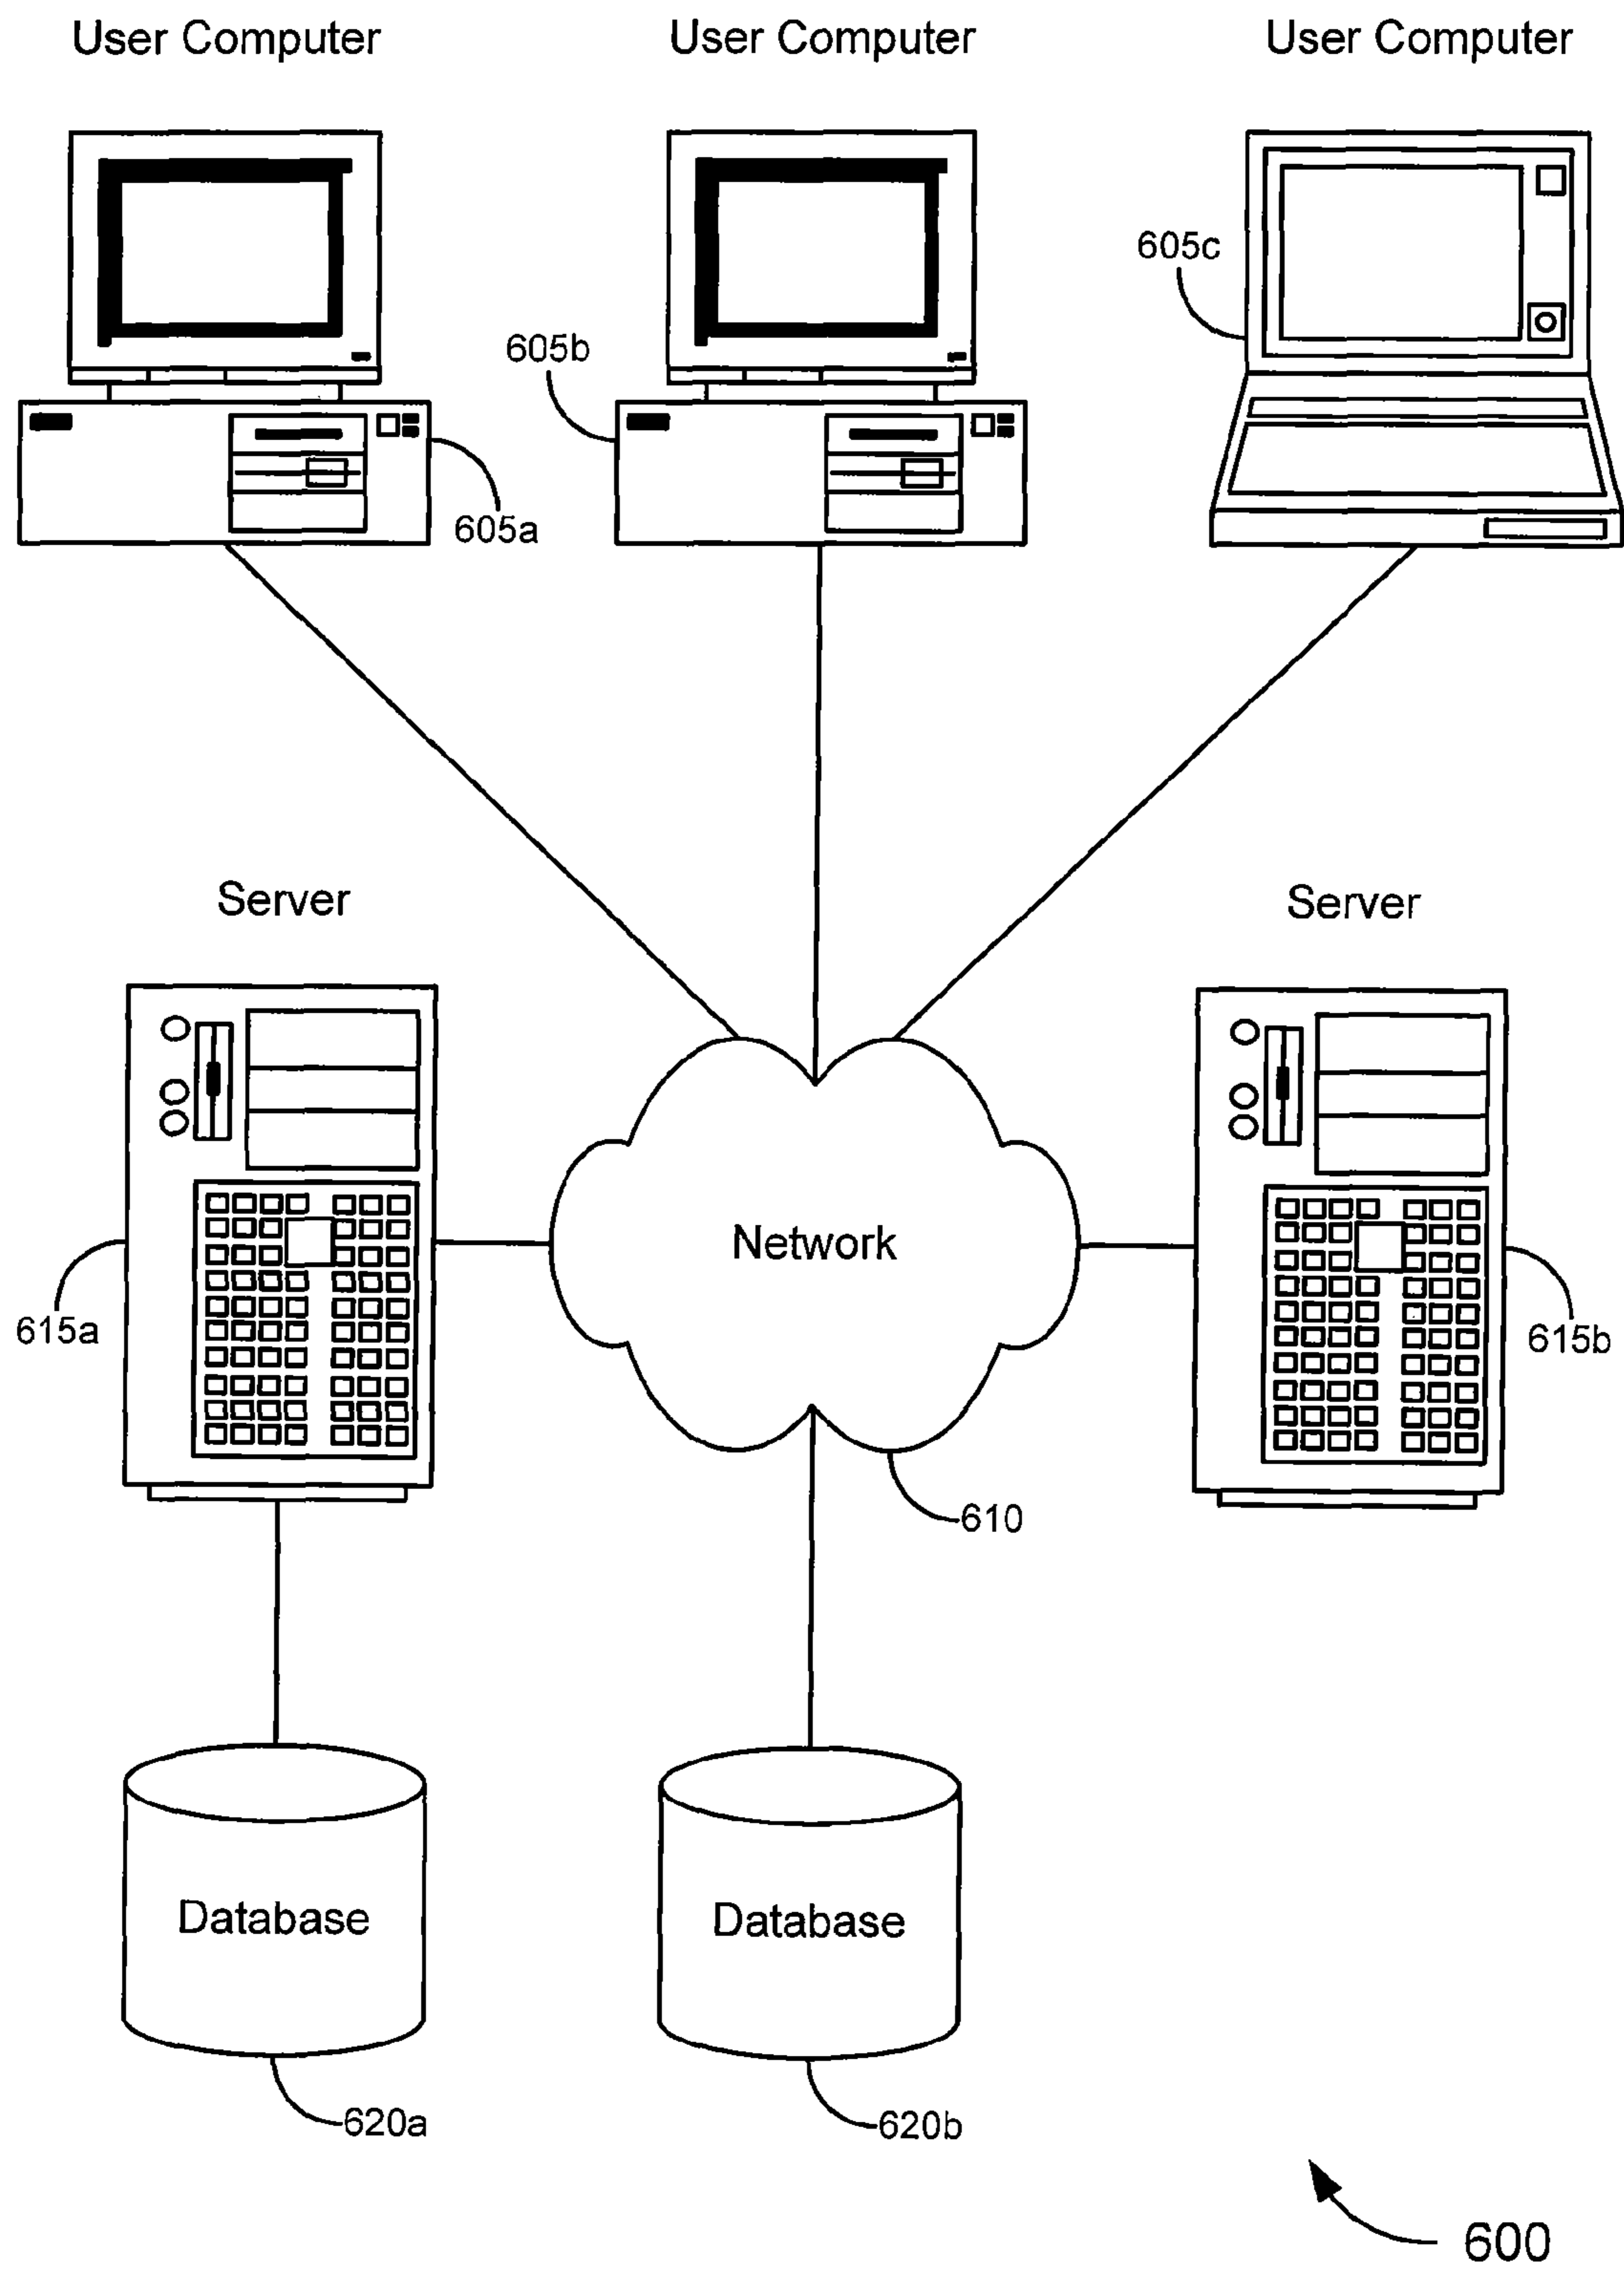 User Computer
User Computer
User Computer
605c
605b
605a
Server
Server
Network
615a
615b
610
Database
Database
620a
620b
600